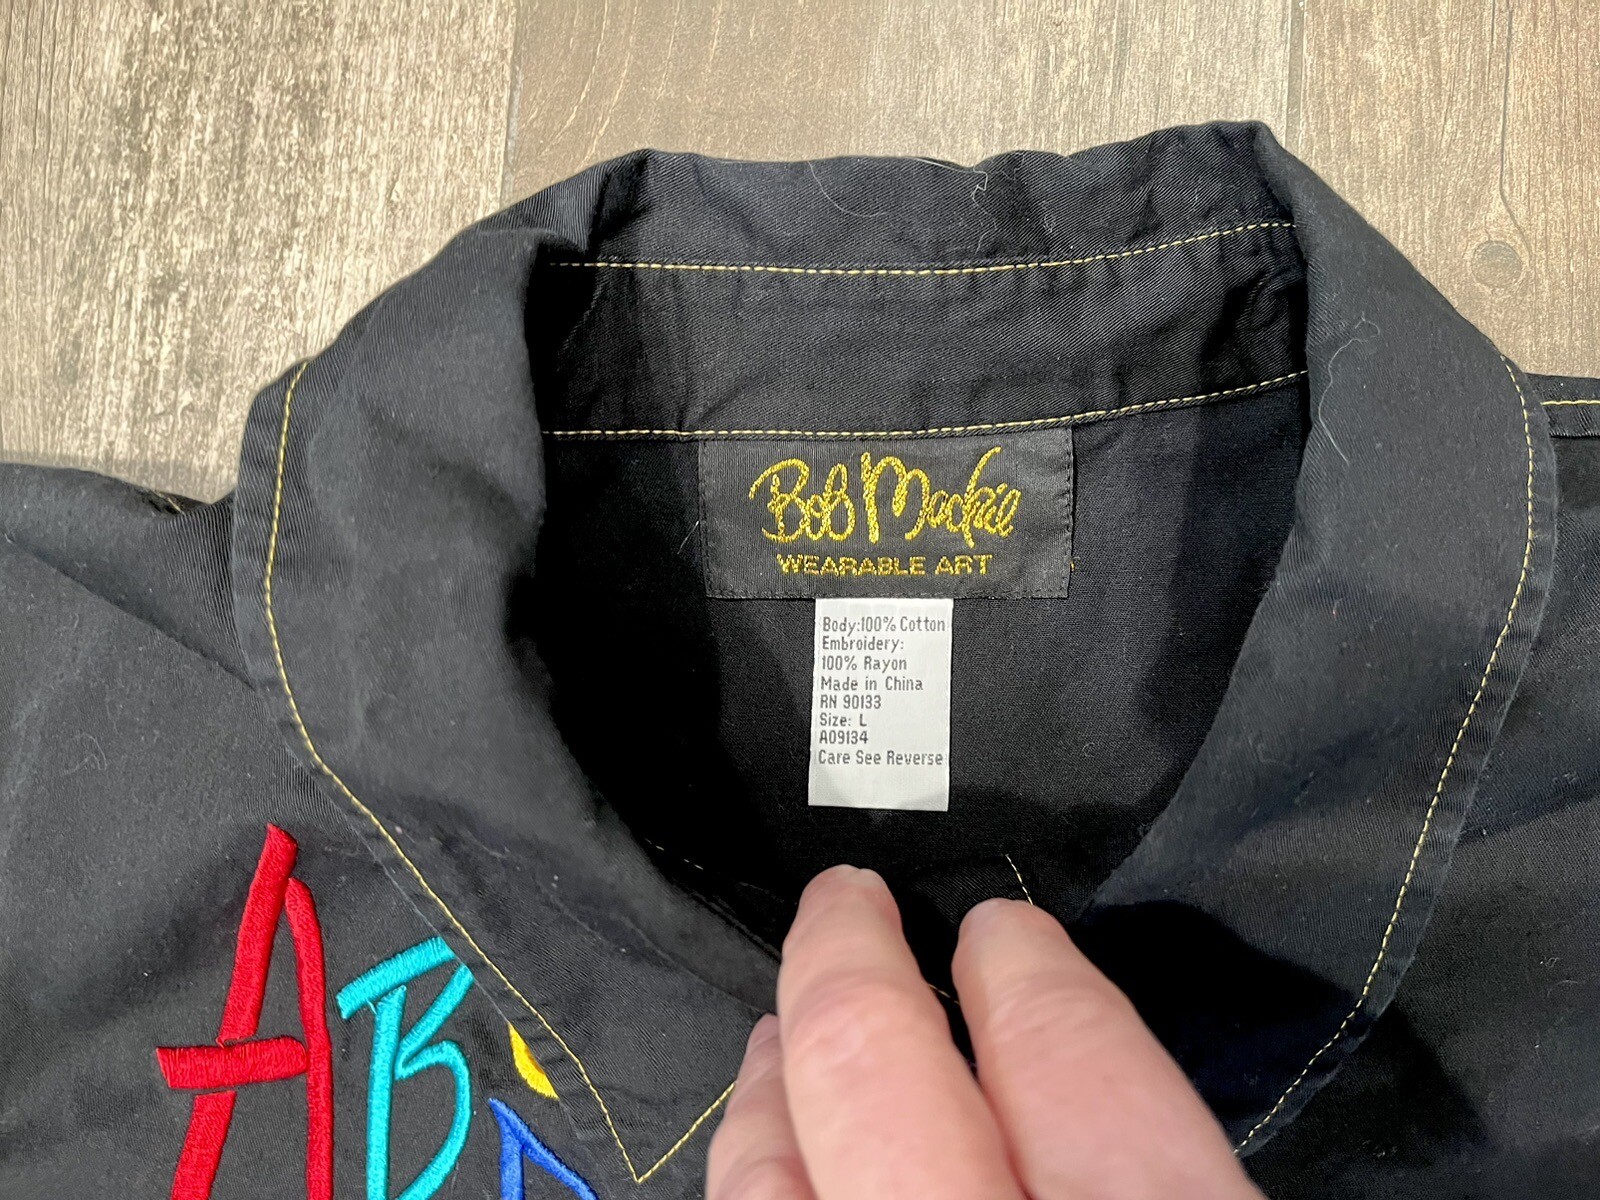 Bob Mackie
WEARABLE ART
Body:100% Cotton
Embroidery:
100% Rayon
Made in China
RN 90133
Size: L
A09134
Care See Reverse
A B